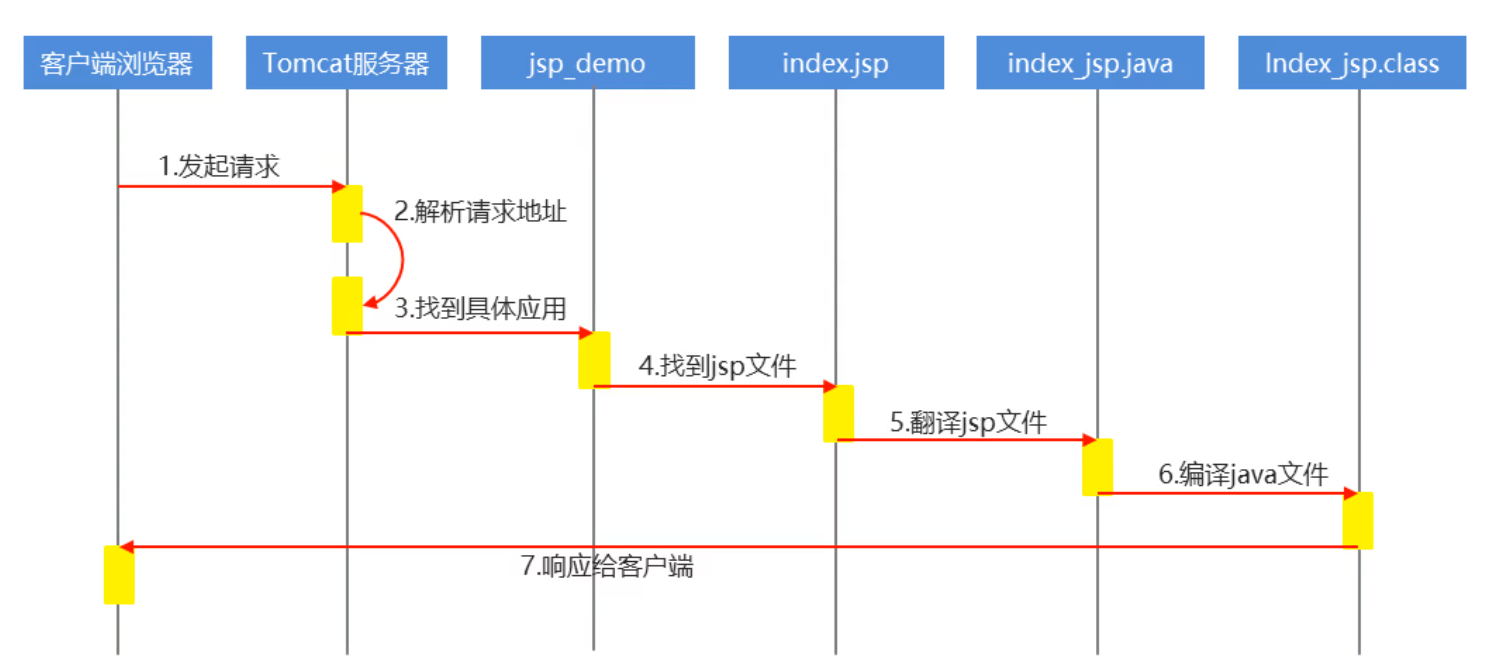 客户端浏览器
Tomcat服务器
jsp_demo
index.jsp
index_jsp.java
Index_jsp.class
1.发起请求
2.解析请求地址
3.找到具体应用
4.找到jsp文件
5.翻译jsp文件
6.编译java文件
7.响应给客户端